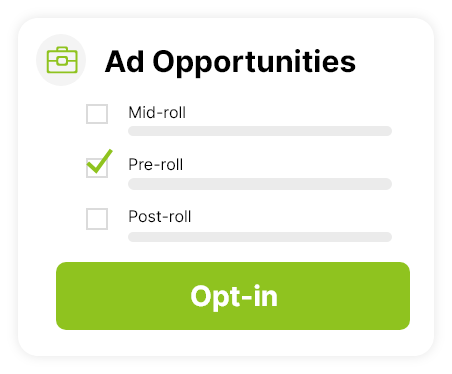 Ad Opportunities
Mid-roll
Pre-roll
Post-roll
Opt-in